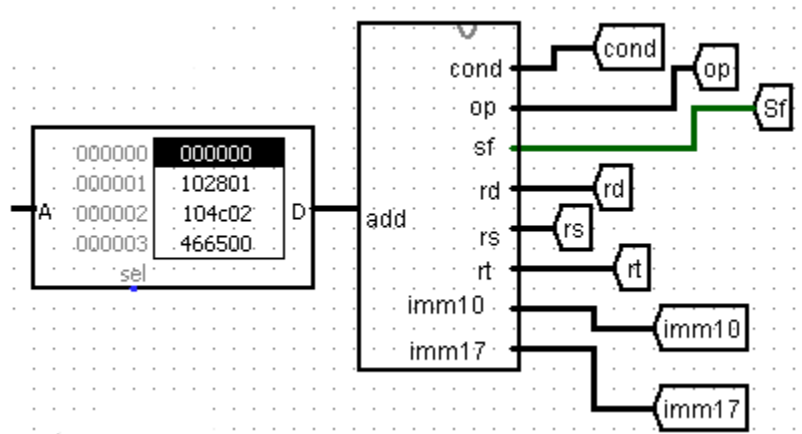 cond cond
op op
sf Sf
000000 000000
000001 102801
A 000002 104c02 D
000003 466500
sel
add
rd rd
rs rs
rt rt
imm10 imm10
imm17 imm17